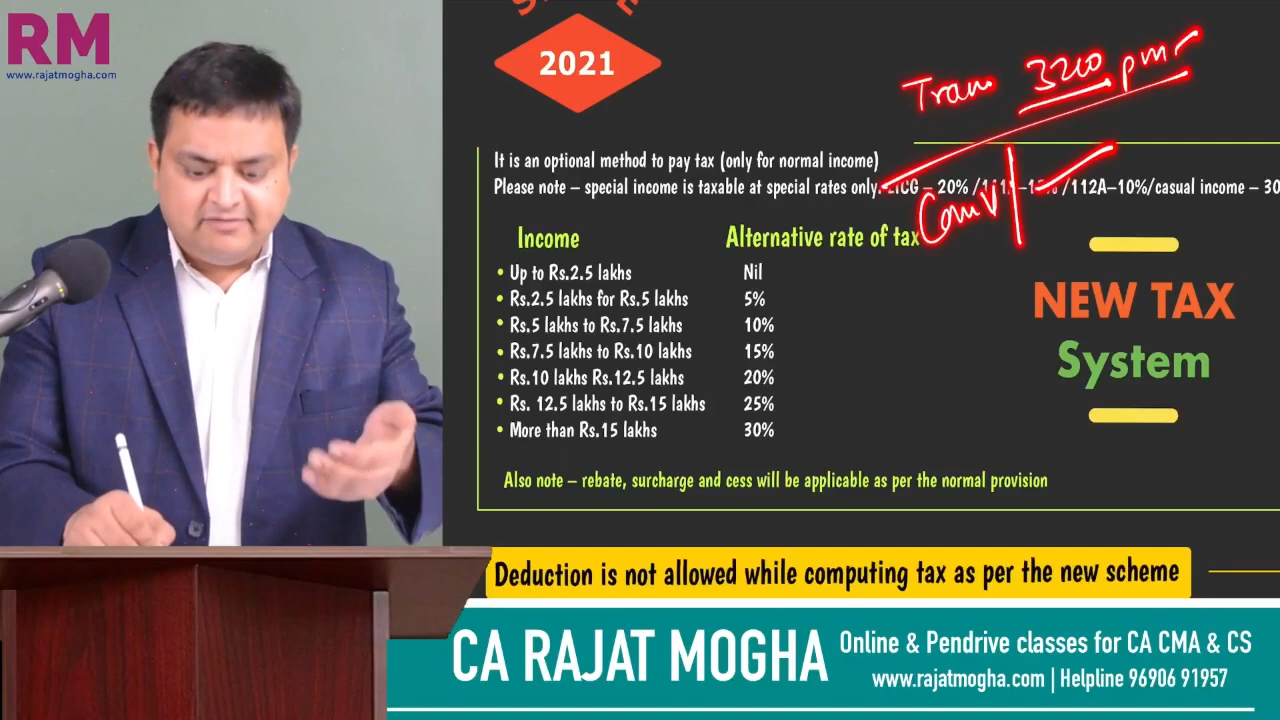 RM
www.rajatmogha.com
2021
Tran 3200 pm
It is an optional method to pay tax (only for normal income)
Please note – special income is taxable at special rates only. LTCG – 20% /111A–15% /112A–10%/casual income – 30
Conv
Income Alternative rate of tax
• Up to Rs.2.5 lakhs Nil
• Rs.2.5 lakhs for Rs.5 lakhs 5%
• Rs.5 lakhs to Rs.7.5 lakhs 10%
• Rs.7.5 lakhs to Rs.10 lakhs 15%
• Rs.10 lakhs Rs.12.5 lakhs 20%
• Rs. 12.5 lakhs to Rs.15 lakhs 25%
• More than Rs.15 lakhs 30%
NEW TAX
System
Also note – rebate, surcharge and cess will be applicable as per the normal provision
Deduction is not allowed while computing tax as per the new scheme
CA RAJAT MOGHA
Online & Pendrive classes for CA CMA & CS
www.rajatmogha.com | Helpline 96906 91957